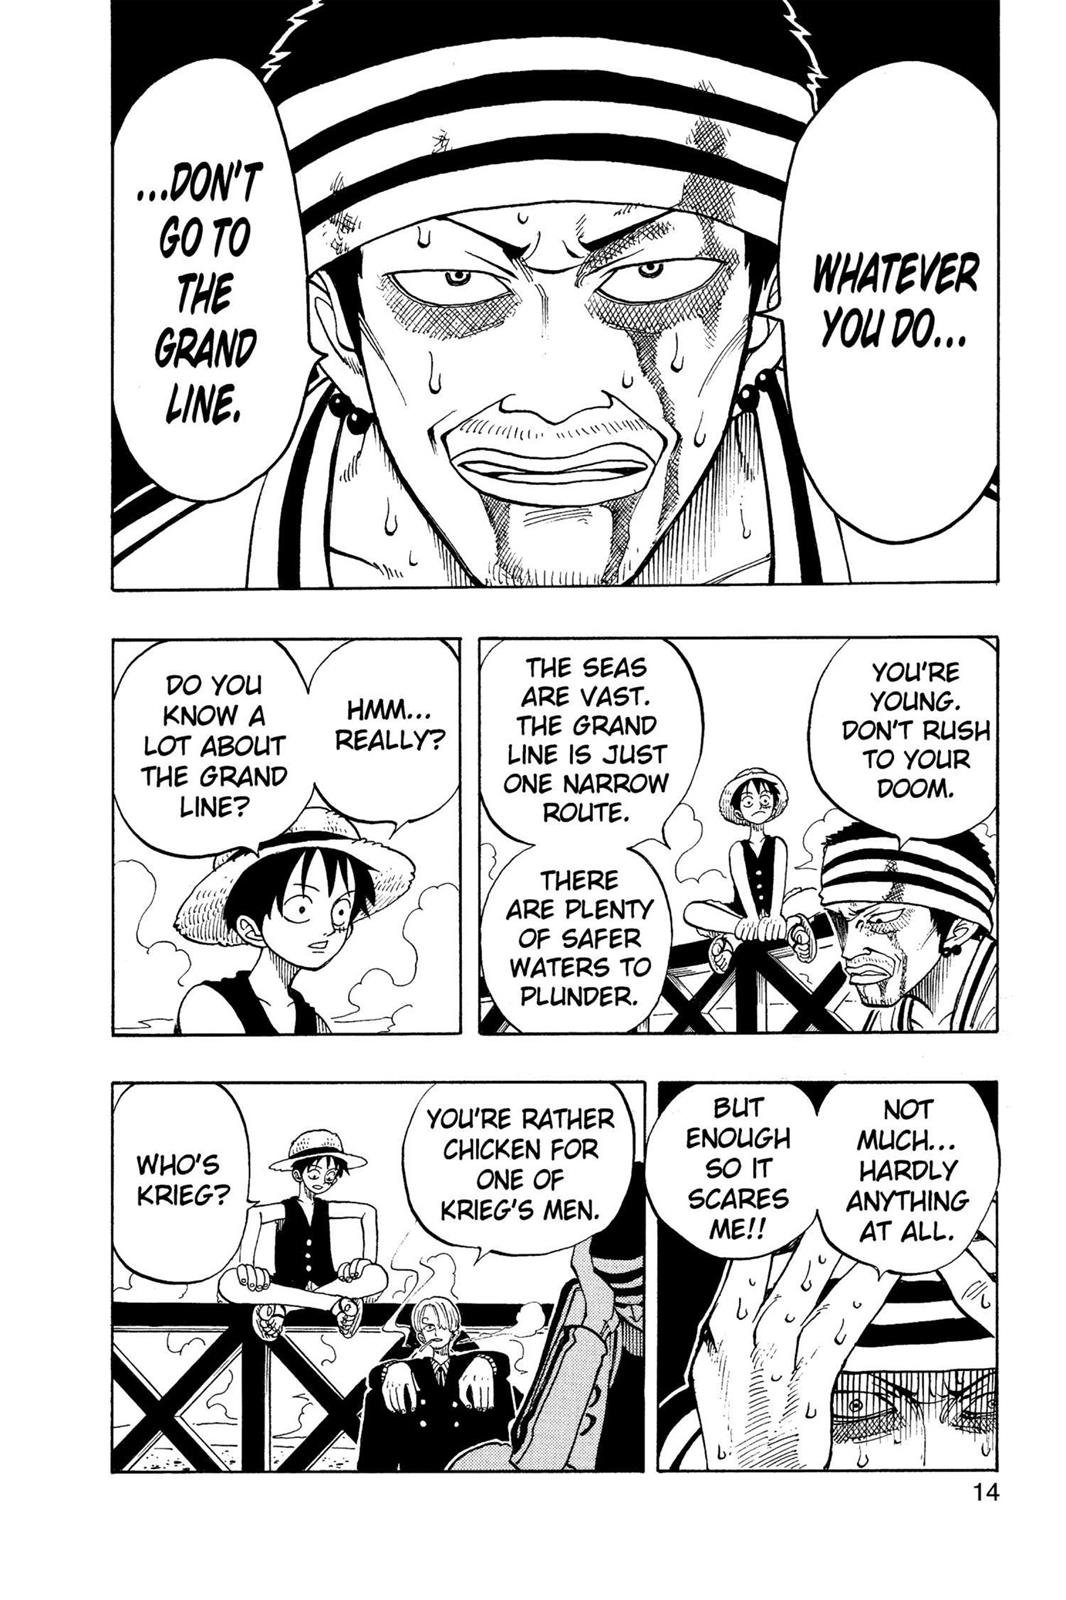 WHATEVER
YOU DO...
...DON'T
GO TO
THE
GRAND
LINE.
YOU'RE
YOUNG.
DON'T RUSH
TO YOUR
DOOM.
THE SEAS
ARE VAST.
THE GRAND
LINE IS JUST
ONE NARROW
ROUTE.
THERE
ARE PLENTY
OF SAFER
WATERS TO
PLUNDER.
HMM...
REALLY?
DO YOU
KNOW A
LOT ABOUT
THE GRAND
LINE?
NOT
MUCH...
HARDLY
ANYTHING
AT ALL.
BUT
ENOUGH
SO IT
SCARES
ME!!
YOU'RE RATHER
CHICKEN FOR
ONE OF
KRIEG'S MEN.
WHO'S
KRIEG?
14